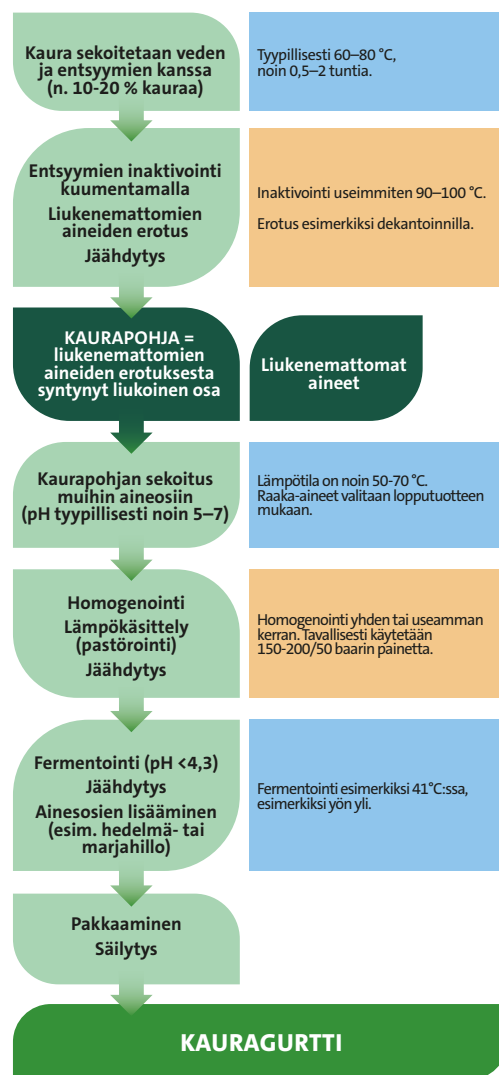 Kaura sekoitetaan veden
ja entsyymien kanssa
(n. 10-20 % kauraa)
Tyypillisesti 60–80 °C,
noin 0,5–2 tuntia.
Entsyymien inaktivointi
kuumentamalla
Liukenemattomien
aineiden erotus
Jäähdytys
Inaktivointi useimmiten 90–100 °C.
Erotus esimerkiksi dekantoinnilla.
KAURAPOHJA =
liukenemattomien
aineiden erotuksesta
syntynyt liukoinen osa
Liukenemattomat
aineet
Kaurapohjan sekoitus
muihin aineosiin
(pH tyypillisesti noin 5–7)
Lämpötila on noin 50-70 °C.
Raaka-aineet valitaan lopputuotteen
mukaan.
Homogenointi
Lämpökäsittely
(pastörointi)
Jäähdytys
Homogenointi yhden tai useamman
kerran. Tavallisesti käytetään
150-200/50 baarin painetta.
Fermentointi (pH <4,3)
Jäähdytys
Ainesosien lisääminen
(esim. hedelmä- tai
marjahillo)
Fermentointi esimerkiksi 41°C:ssa,
esimerkiksi yön yli.
Pakkaaminen
Säilytys
KAURAGURTTI